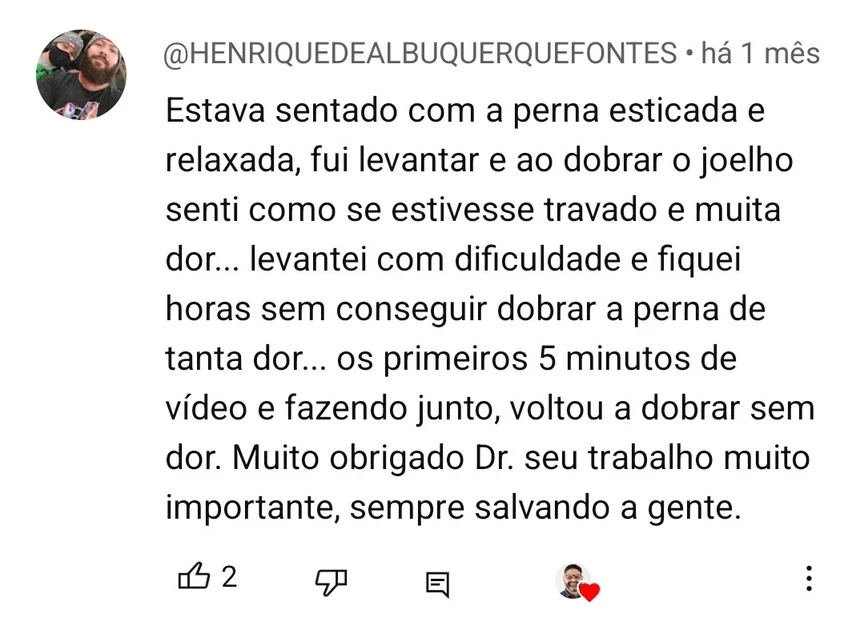 @HENRIQUEDEALBUQUERQUEFONTES • há 1 mês
Estava sentado com a perna esticada e
relaxada, fui levantar e ao dobrar o joelho
senti como se estivesse travado e muita
dor... levantei com dificuldade e fiquei
horas sem conseguir dobrar a perna de
tanta dor... os primeiros 5 minutos de
vídeo e fazendo junto, voltou a dobrar sem
dor. Muito obrigado Dr. seu trabalho muito
importante, sempre salvando a gente.
2